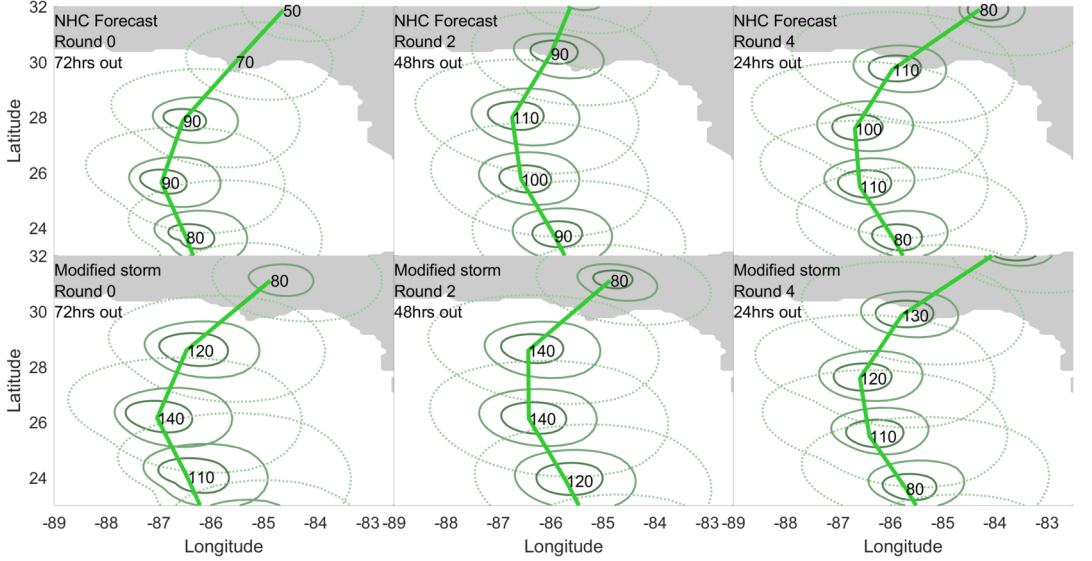 32
30
28
26
24
Latitude
NHC Forecast
Round 0
72hrs out
50
70
90
90
80
NHC Forecast
Round 2
48hrs out
90
110
100
90
NHC Forecast
Round 4
24hrs out
80
110
100
110
80
32
30
28
26
24
Latitude
Modified storm
Round 0
72hrs out
80
120
140
110
Modified storm
Round 2
48hrs out
80
140
140
120
Modified storm
Round 4
24hrs out
130
120
110
80
-89 -88 -87 -86 -85 -84 -83
-89 -88 -87 -86 -85 -84 -83
-89 -88 -87 -86 -85 -84 -83
Longitude
Longitude
Longitude